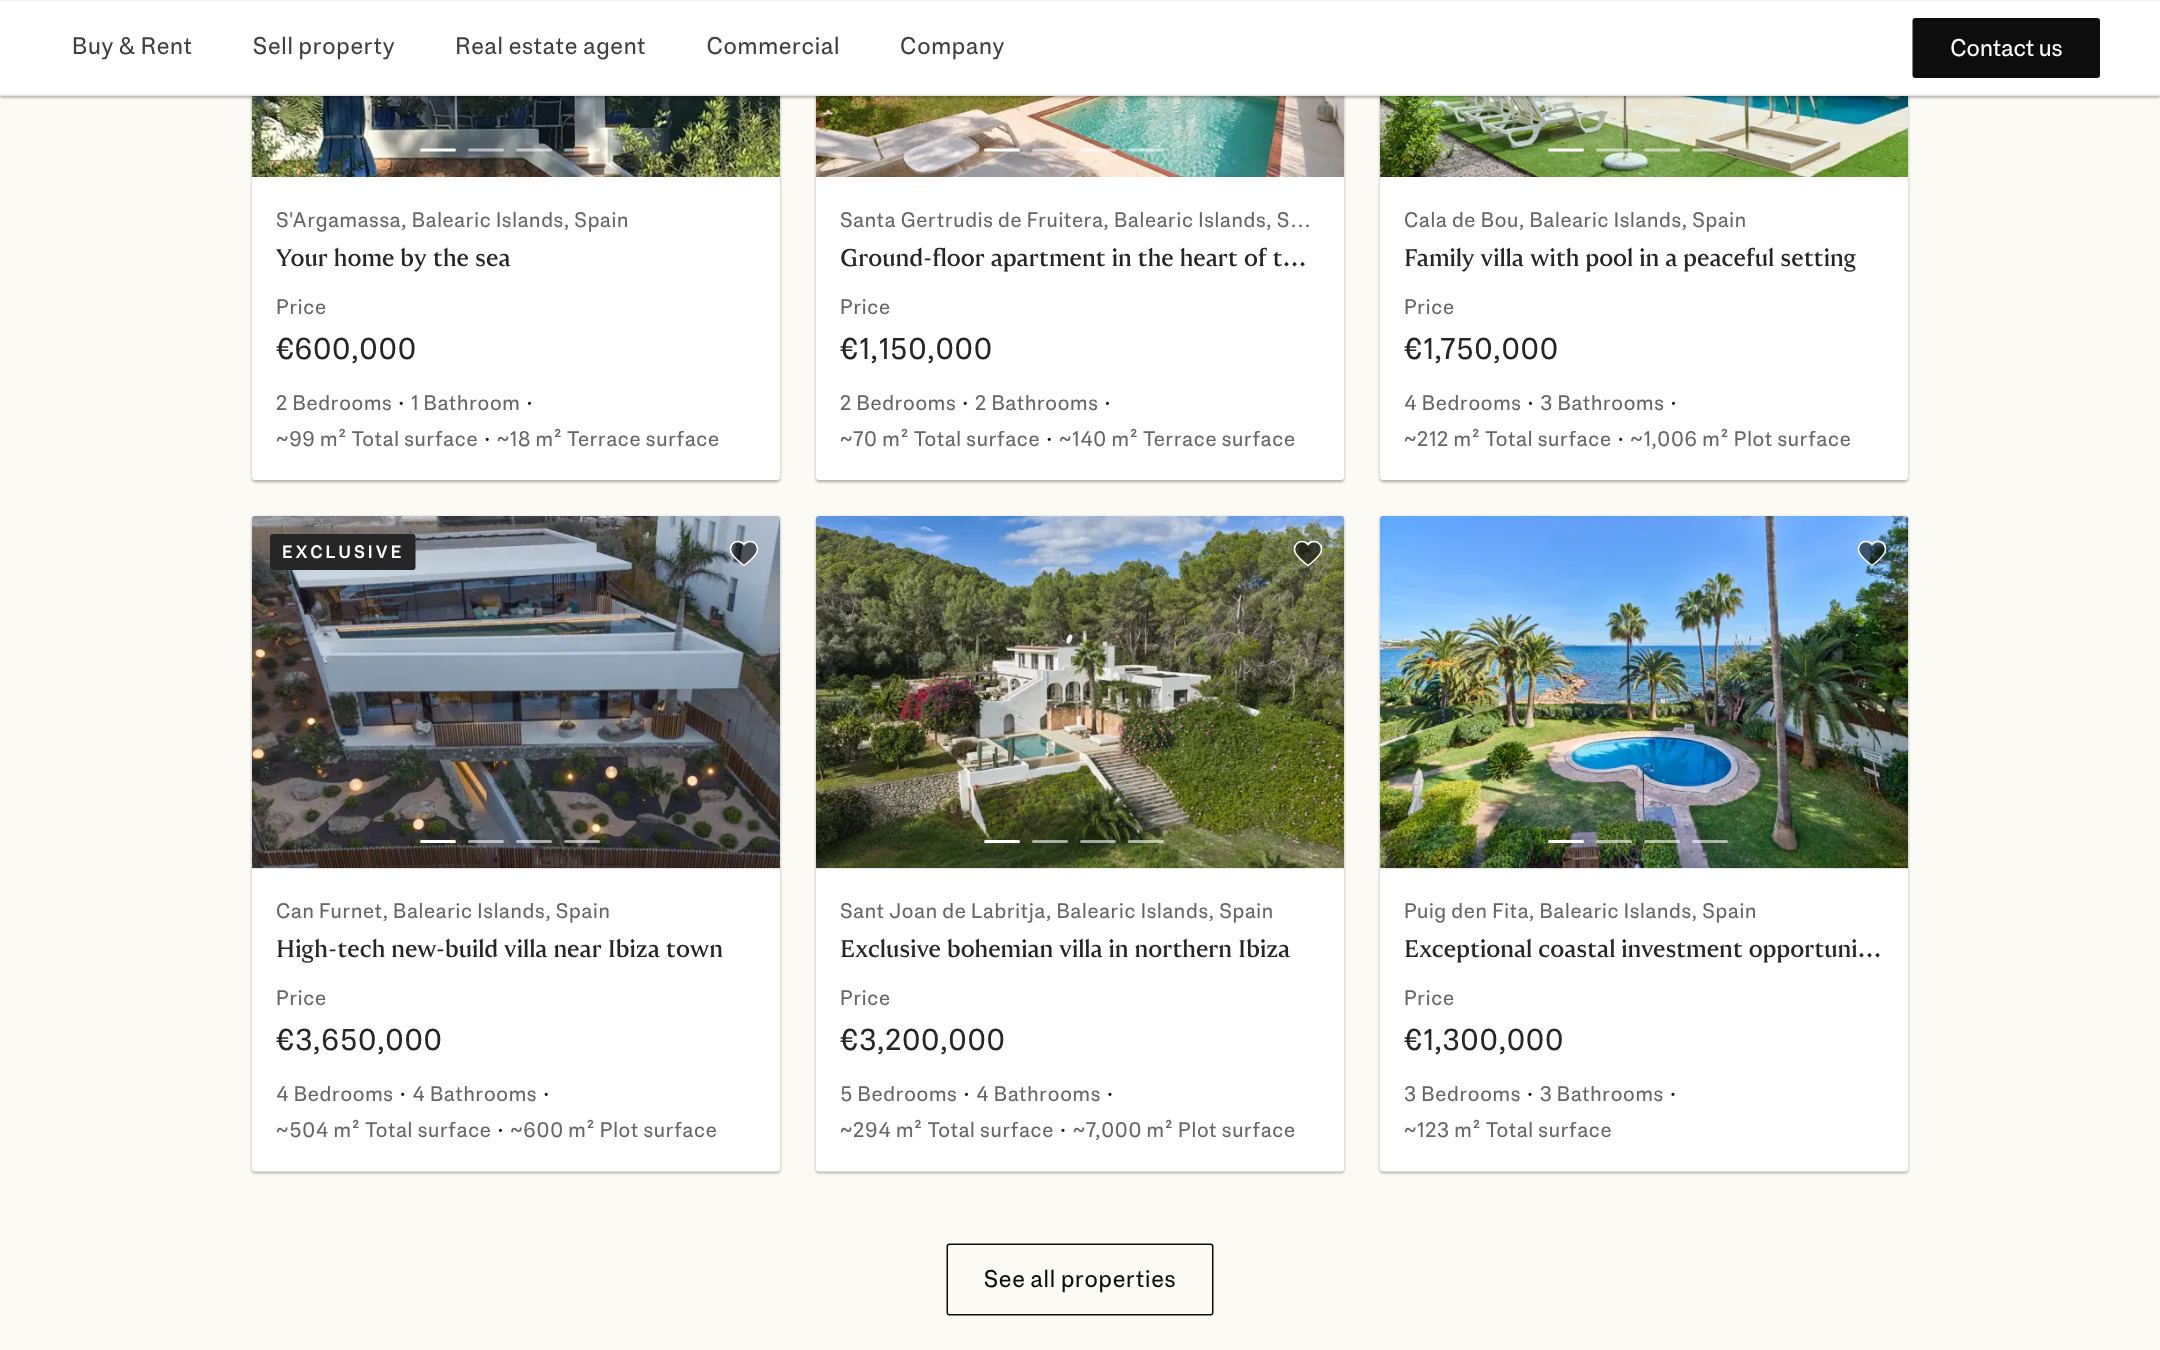 Buy & Rent
Sell property
Real estate agent
Commercial
Company
Contact us
S'Argamassa, Balearic Islands, Spain
Your home by the sea
Price
€600,000
2 Bedrooms · 1 Bathroom ·
~99 m² Total surface · ~18 m² Terrace surface
Santa Gertrudis de Fruitera, Balearic Islands, S...
Ground-floor apartment in the heart of t...
Price
€1,150,000
2 Bedrooms · 2 Bathrooms ·
~70 m² Total surface · ~140 m² Terrace surface
Cala de Bou, Balearic Islands, Spain
Family villa with pool in a peaceful setting
Price
€1,750,000
4 Bedrooms · 3 Bathrooms ·
~212 m² Total surface · ~1,006 m² Plot surface
EXCLUSIVE
Can Furnet, Balearic Islands, Spain
High-tech new-build villa near Ibiza town
Price
€3,650,000
4 Bedrooms · 4 Bathrooms ·
~504 m² Total surface · ~600 m² Plot surface
Sant Joan de Labritja, Balearic Islands, Spain
Exclusive bohemian villa in northern Ibiza
Price
€3,200,000
5 Bedrooms · 4 Bathrooms ·
~294 m² Total surface · ~7,000 m² Plot surface
Puig den Fita, Balearic Islands, Spain
Exceptional coastal investment opportuni...
Price
€1,300,000
3 Bedrooms · 3 Bathrooms ·
~123 m² Total surface
See all properties